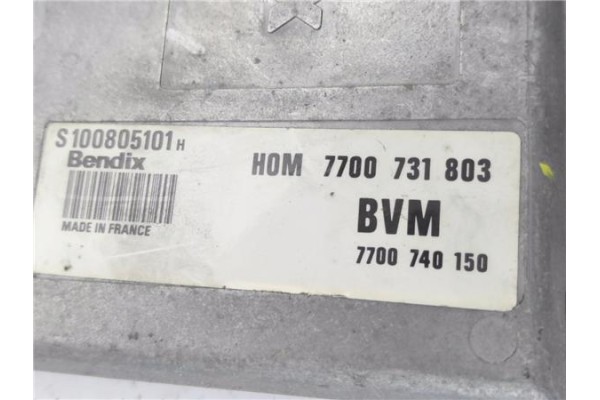 S100805101 H
Bendix
MADE IN FRANCE
HOM 7700 731 803
BVM
7700 740 150